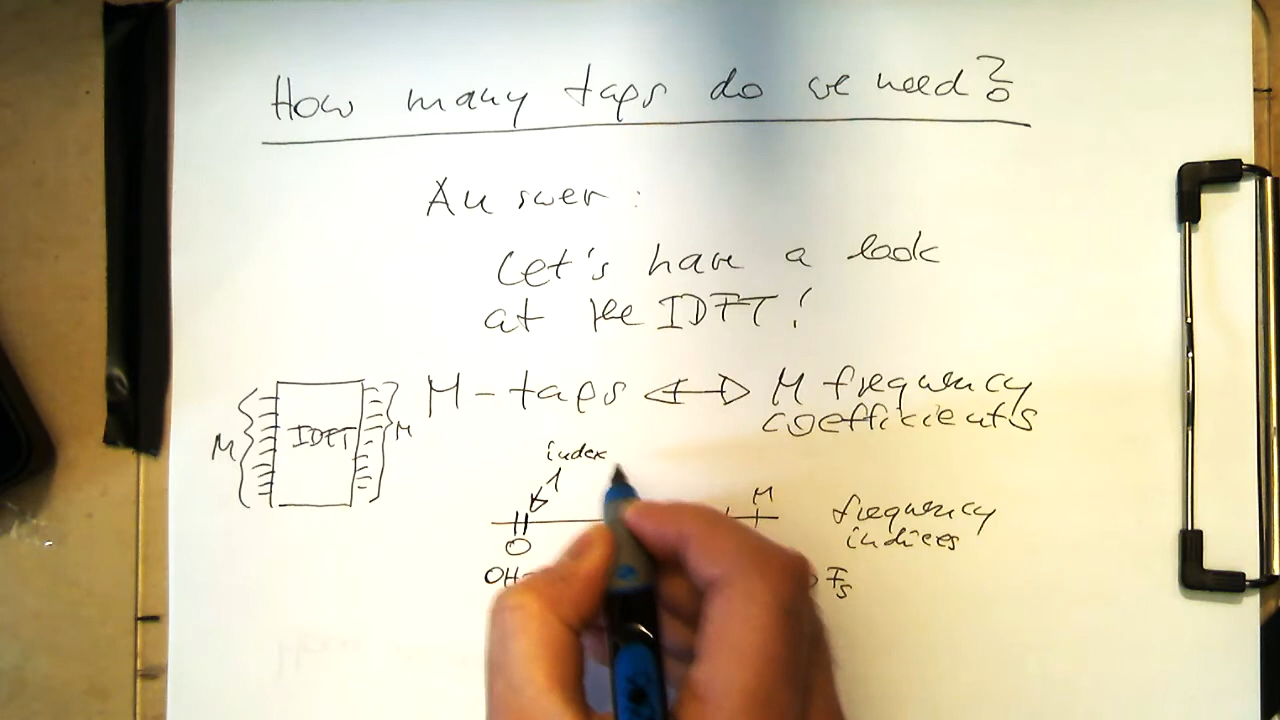 How many taps do we need?
Answer:
Let's have a look
at the IDFT!
M-taps ⟷ M frequency
coefficients
M IDFT M
index
1
M
frequency
indices
0
Fs